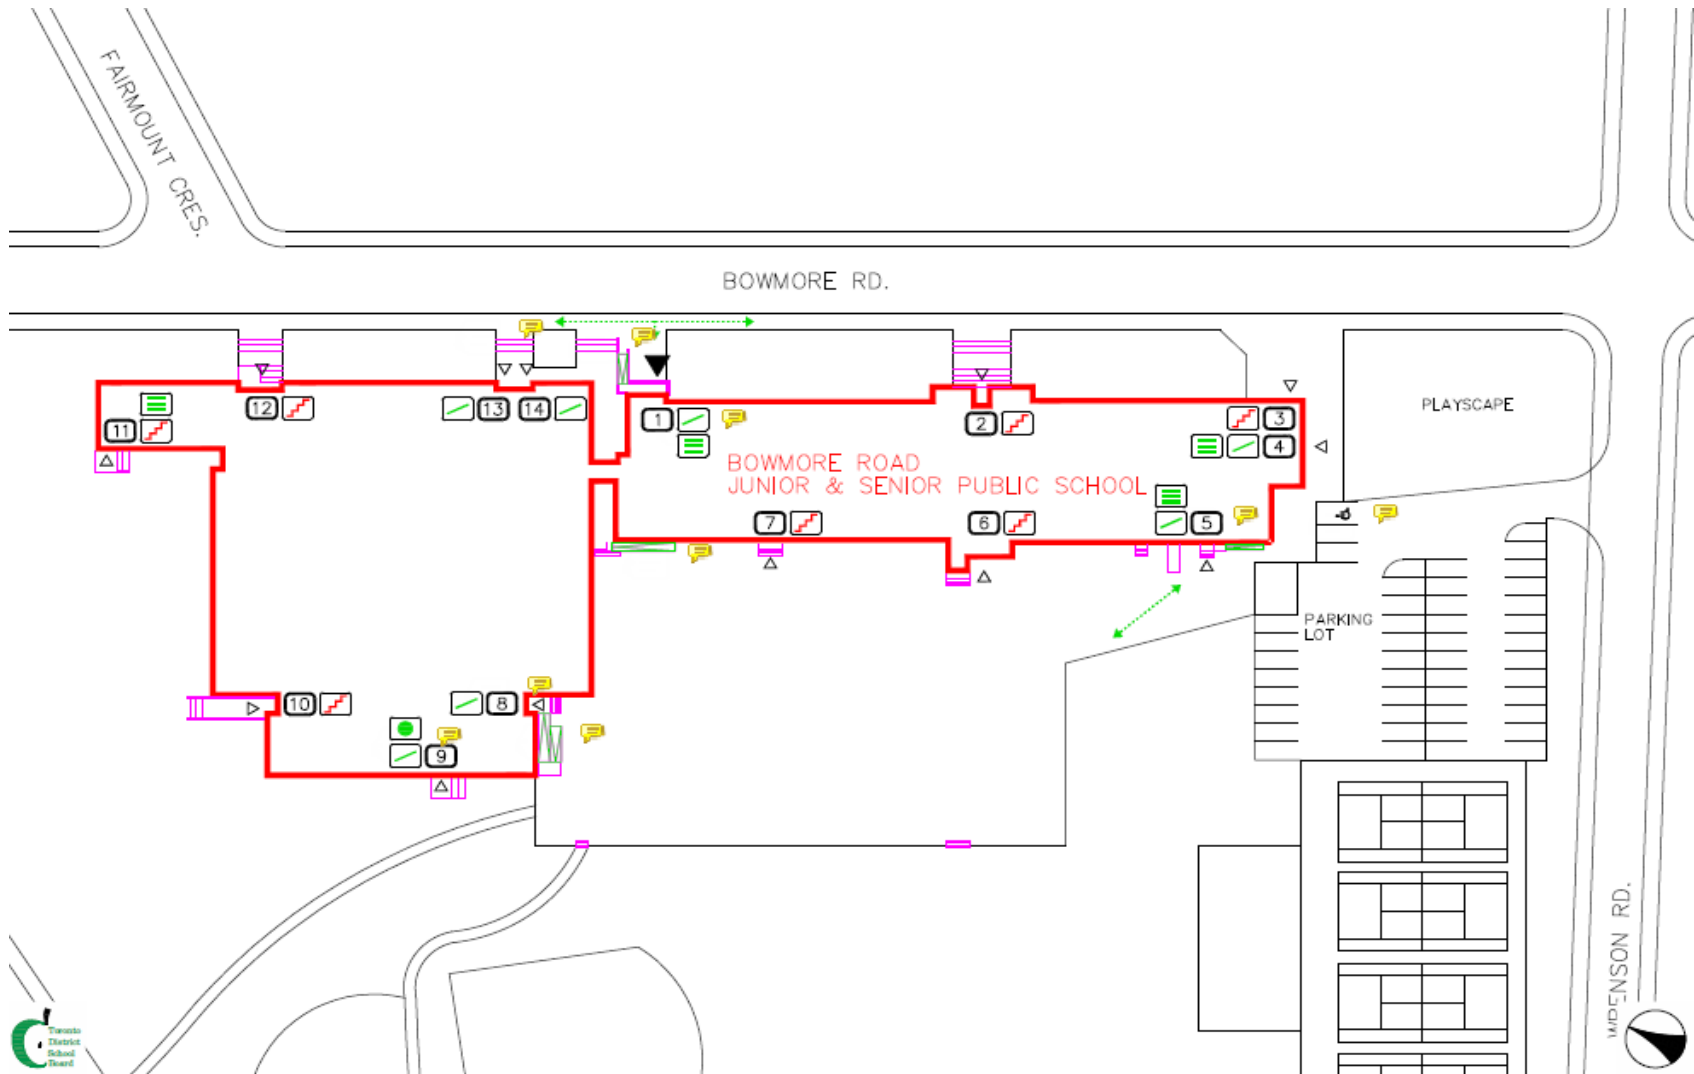 FAIRMOUNT CRES.
BOWMORE RD.
11
12
13
14
1
2
3
4
PLAYSCAPE
BOWMORE ROAD
JUNIOR & SENIOR PUBLIC SCHOOL
7
6
5
PARKING
LOT
10
8
9
WRENSON RD.
Toronto
District
School
Board